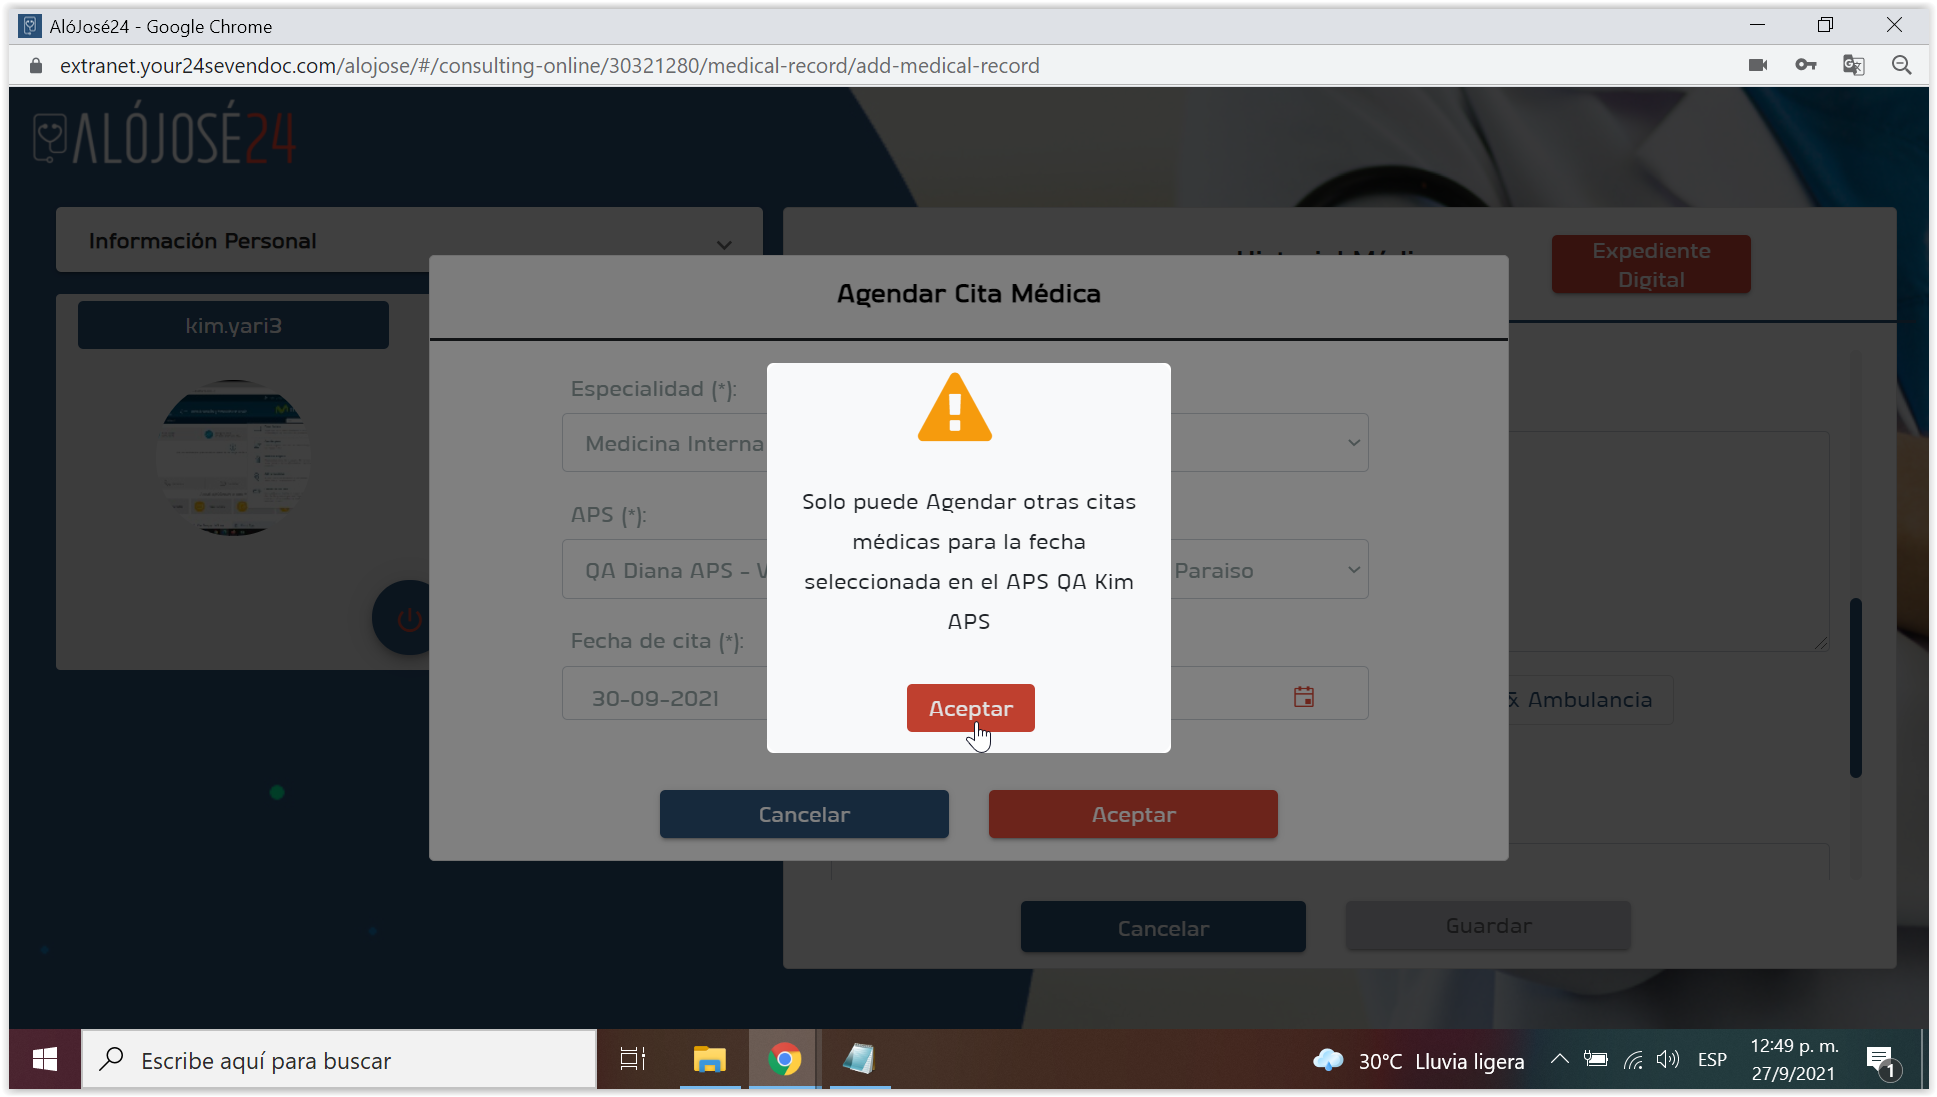 AlóJosé24 - Google Chrome
extranet.your24sevendoc.com/alojose/#/consulting-online/30321280/medical-record/add-medical-record
ALÓJOSÉ24
Información Personal
kim.yari3
Expediente
Digital
Agendar Cita Médica
Especialidad (*):
Medicina Interna
APS (*):
QA Diana APS - Paraiso
Fecha de cita (*):
30-09-2021
Solo puede Agendar otras citas
médicas para la fecha
seleccionada en el APS QA Kim
APS
Aceptar
& Ambulancia
Cancelar
Aceptar
Cancelar
Guardar
Escribe aquí para buscar
30°C Lluvia ligera
ESP
12:49 p. m.
27/9/2021
1